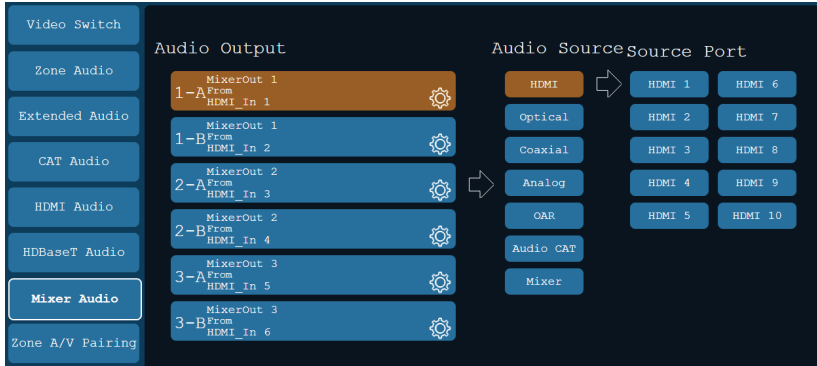 Video Switch
Zone Audio
Extended Audio
CAT Audio
HDMI Audio
HDBaseT Audio
Mixer Audio
Zone A/V Pairing
Audio Output
1-A
MixerOut 1
From
HDMI_In 1
1-B
MixerOut 1
From
HDMI_In 2
2-A
MixerOut 2
From
HDMI_In 3
2-B
MixerOut 2
From
HDMI_In 4
3-A
MixerOut 3
From
HDMI_In 5
3-B
MixerOut 3
From
HDMI_In 6
Audio Source
HDMI
Optical
Coaxial
Analog
OAR
Audio CAT
Mixer
Source Port
HDMI 1
HDMI 6
HDMI 2
HDMI 7
HDMI 3
HDMI 8
HDMI 4
HDMI 9
HDMI 5
HDMI 10